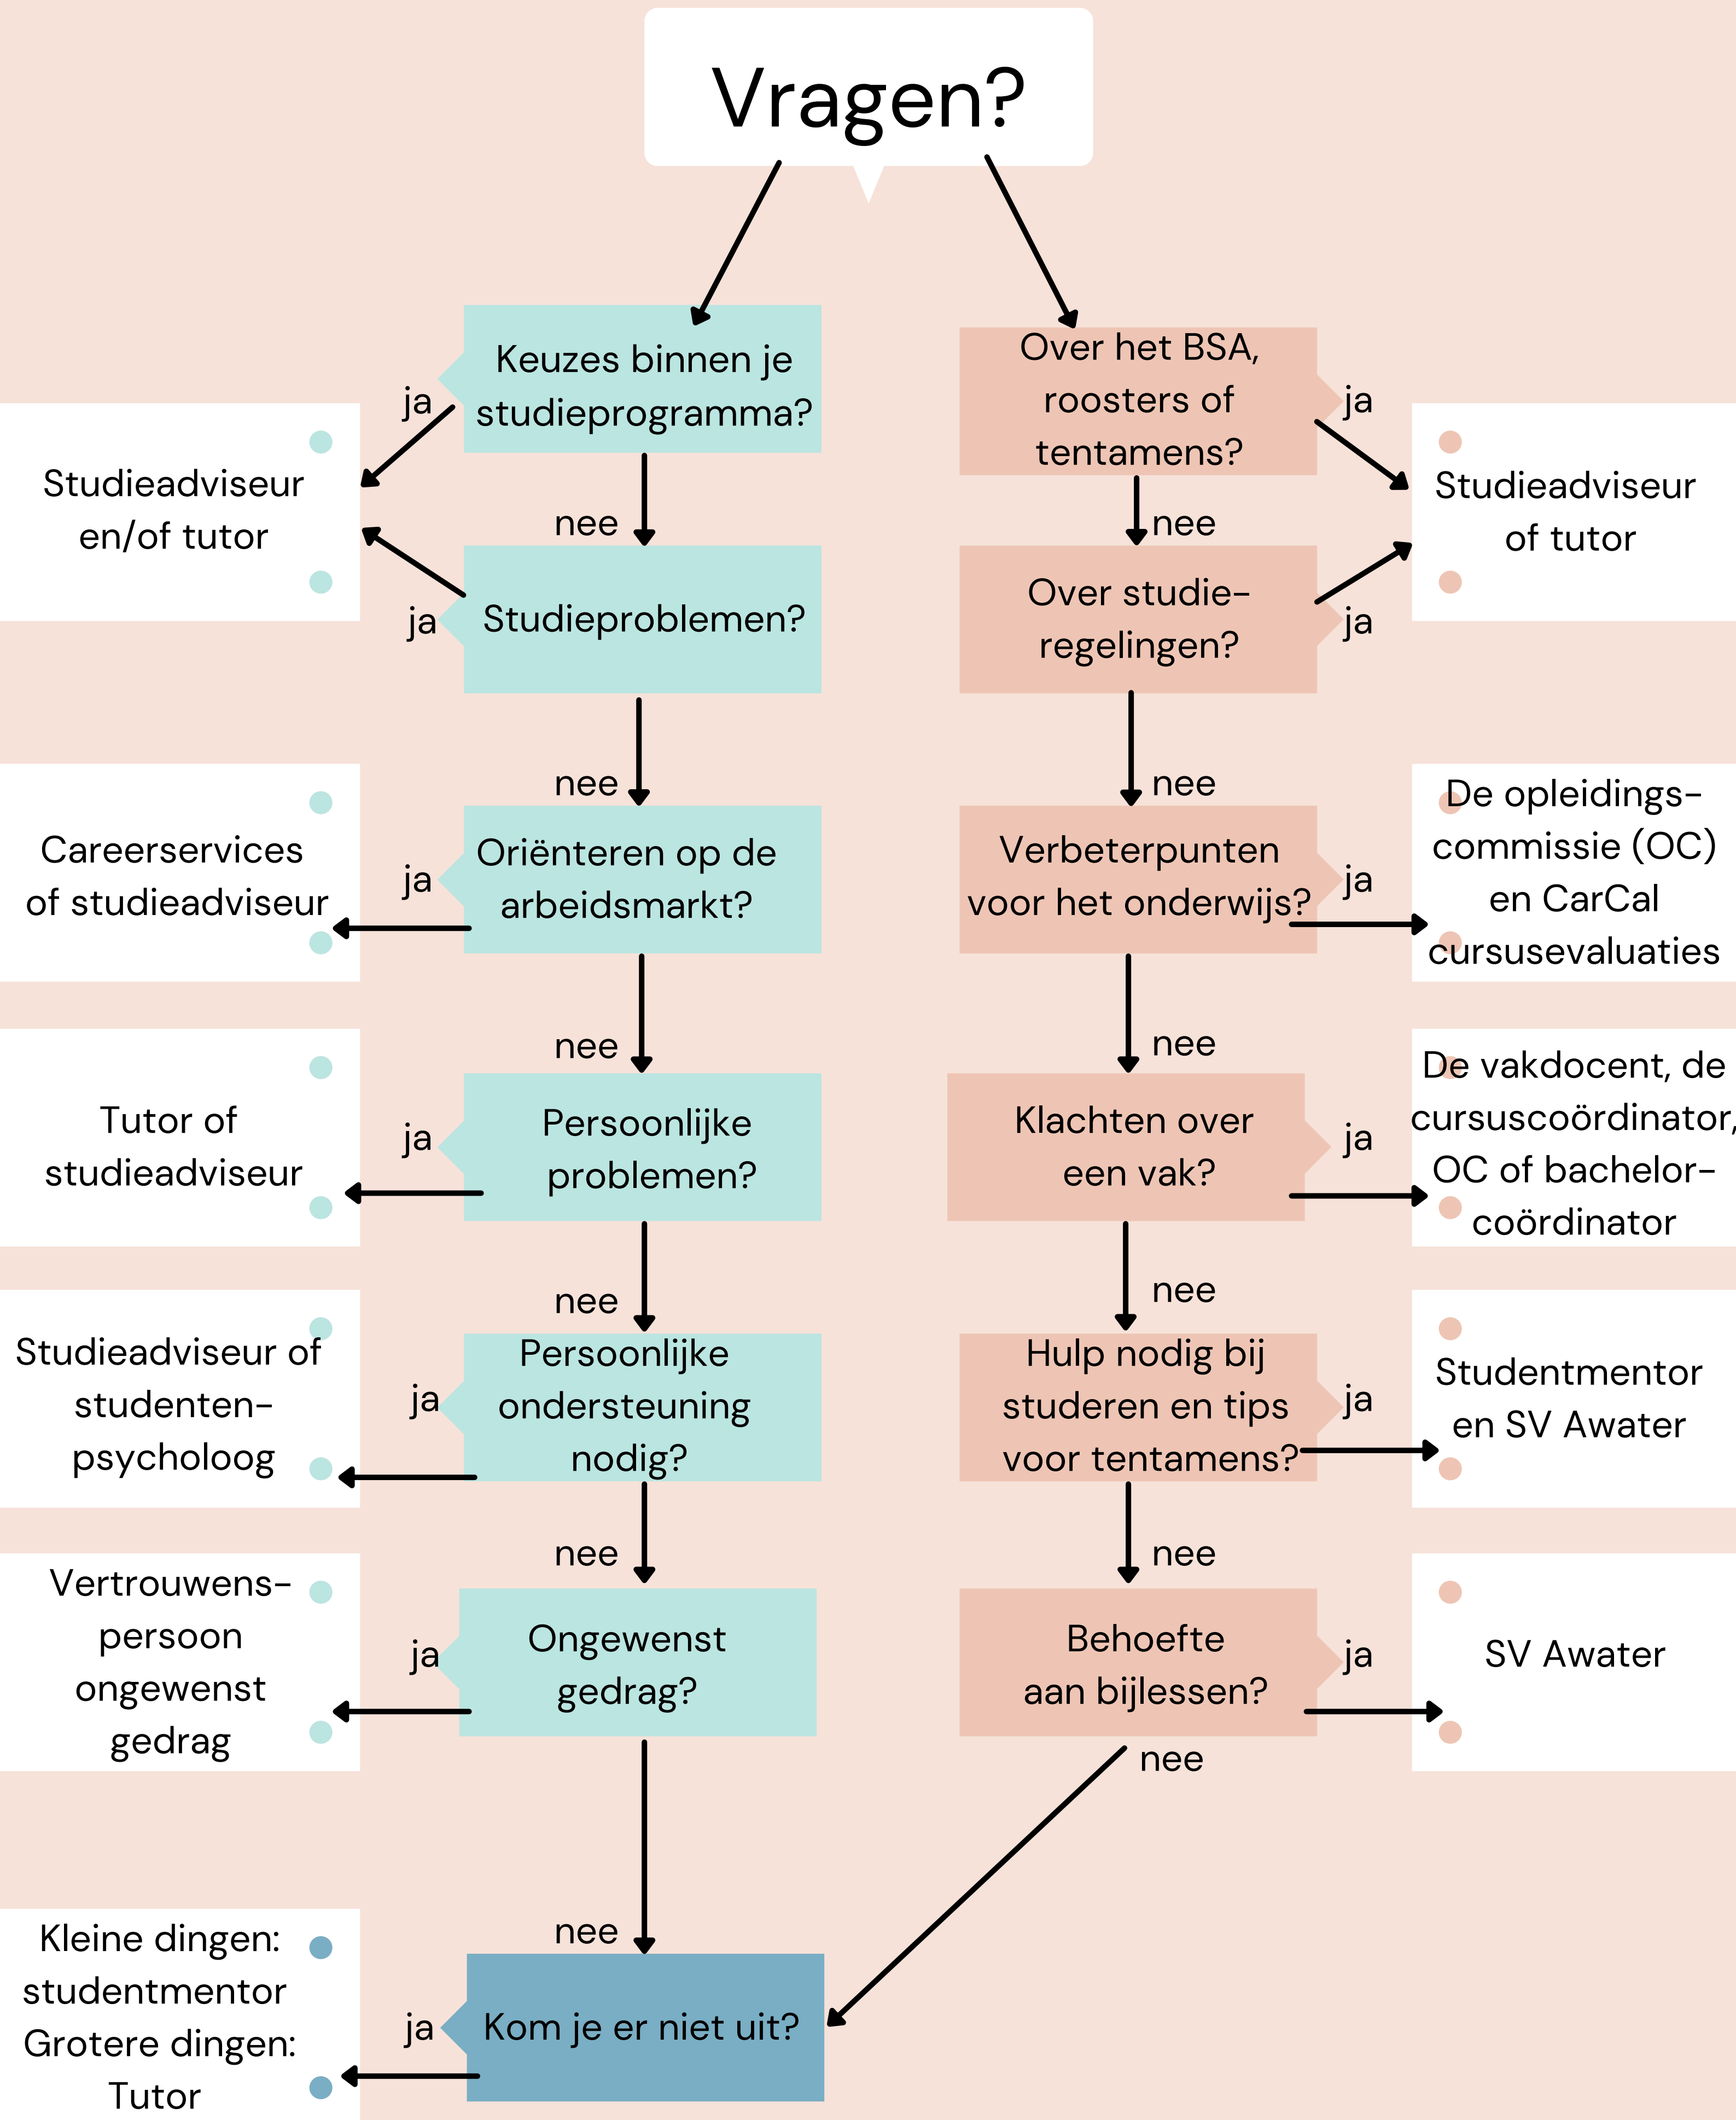 Vragen?
Keuzes binnen je
studieprogramma?
ja
nee
Studieadviseur
en/of tutor
Studieproblemen?
ja
nee
Oriënteren op de
arbeidsmarkt?
ja
Careerservices
of studieadviseur
nee
Persoonlijke
problemen?
ja
Tutor of
studieadviseur
nee
Persoonlijke
ondersteuning
nodig?
ja
Studieadviseur of
studenten-
psycholoog
nee
Ongewenst
gedrag?
ja
Vertrouwens-
persoon
ongewenst
gedrag
nee
Over het BSA,
roosters of
tentamens?
ja
nee
Studieadviseur
of tutor
Over studie-
regelingen?
ja
nee
Verbeterpunten
voor het onderwijs?
ja
De opleidings-
commissie (OC)
en CarCal
cursusevaluaties
nee
Klachten over
een vak?
ja
De vakdocent, de
cursuscoördinator,
OC of bachelor-
coördinator
nee
Hulp nodig bij
studeren en tips
voor tentamens?
ja
Studentmentor
en SV Awater
nee
Behoefte
aan bijlessen?
ja
SV Awater
nee
Kom je er niet uit?
ja
Kleine dingen:
studentmentor
Grotere dingen:
Tutor